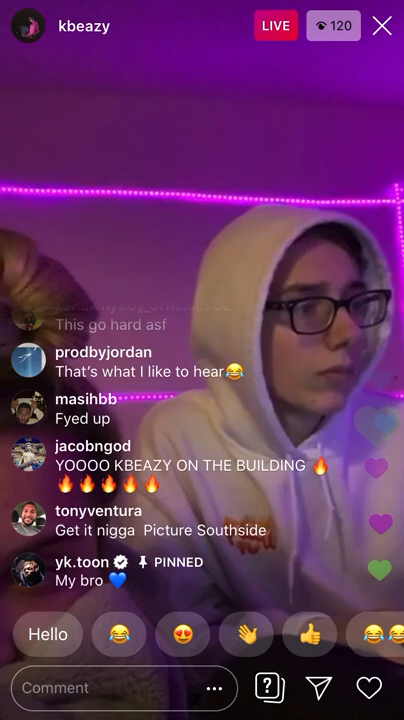 kbeazy
LIVE
120
This go hard asf
prodbyjordan
That's what I like to hear😂
masihbb
Fyed up
jacobngod
YOOOO KBEAZY ON THE BUILDING 🔥
🔥🔥🔥🔥🔥
tonyventura
Get it nigga Picture Southside
yk.toon PINNED
My bro 💙
Hello 😂 😍 👋 👍 😂😂
Comment